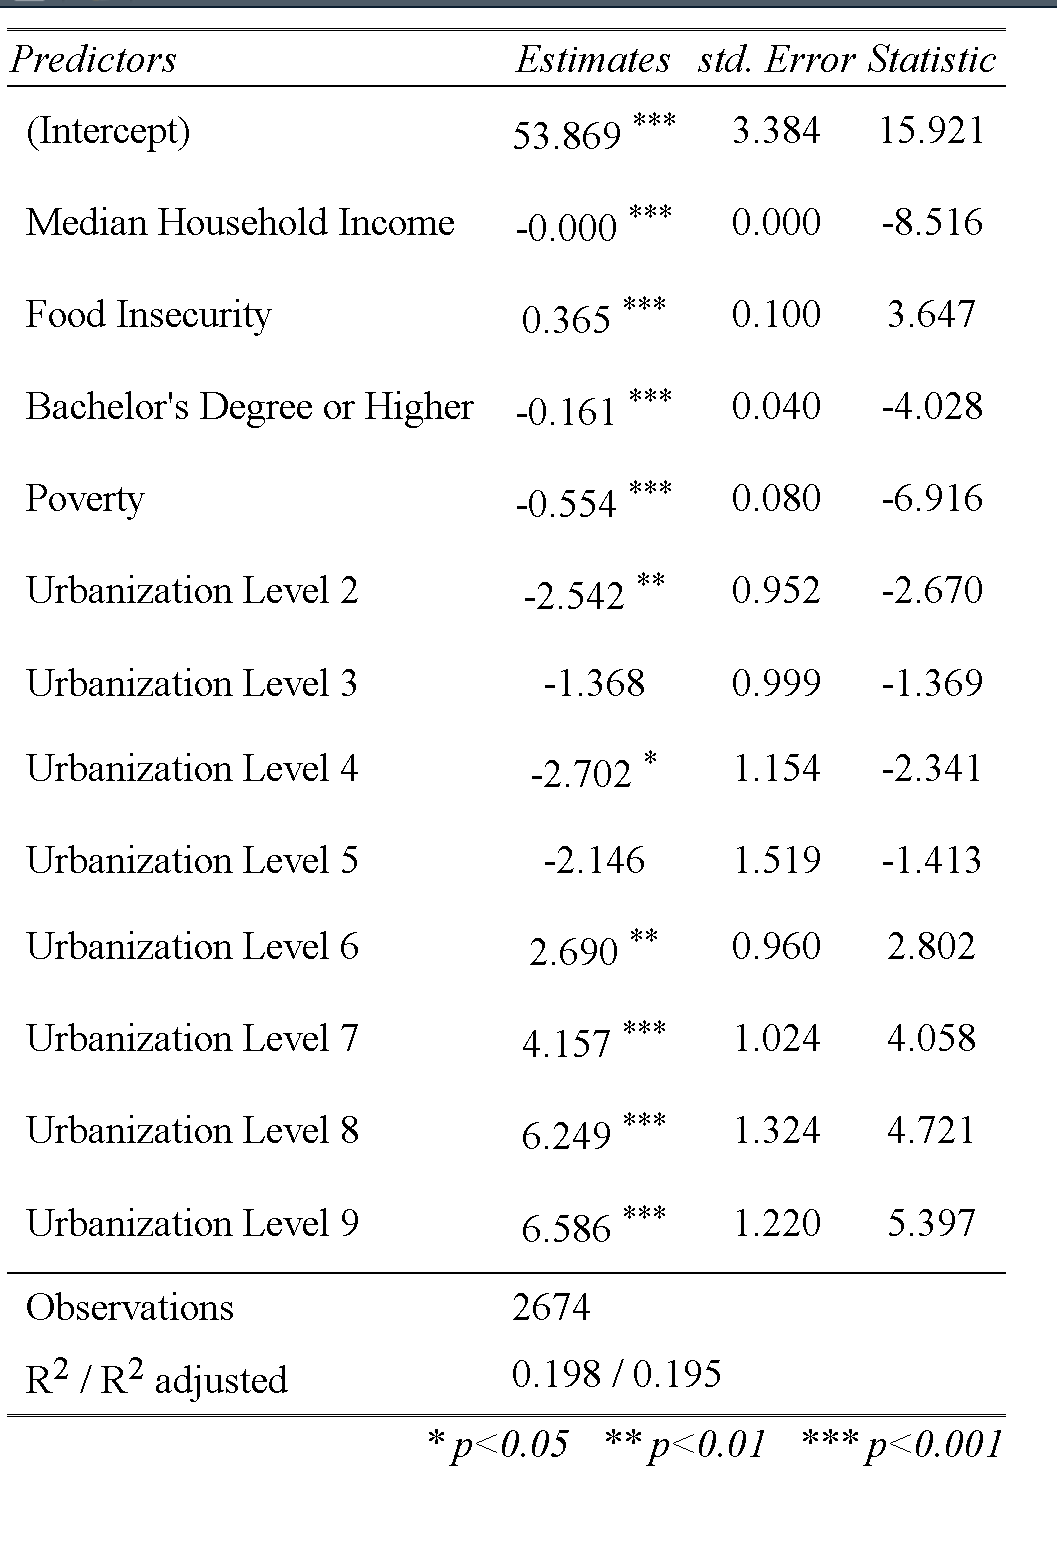 Predictors Estimates std. Error Statistic
(Intercept) 53.869 *** 3.384 15.921
Median Household Income -0.000 *** 0.000 -8.516
Food Insecurity 0.365 *** 0.100 3.647
Bachelor's Degree or Higher -0.161 *** 0.040 -4.028
Poverty -0.554 *** 0.080 -6.916
Urbanization Level 2 -2.542 ** 0.952 -2.670
Urbanization Level 3 -1.368 0.999 -1.369
Urbanization Level 4 -2.702 * 1.154 -2.341
Urbanization Level 5 -2.146 1.519 -1.413
Urbanization Level 6 2.690 ** 0.960 2.802
Urbanization Level 7 4.157 *** 1.024 4.058
Urbanization Level 8 6.249 *** 1.324 4.721
Urbanization Level 9 6.586 *** 1.220 5.397
Observations 2674
R² / R² adjusted 0.198 / 0.195
* p<0.05 ** p<0.01 *** p<0.001